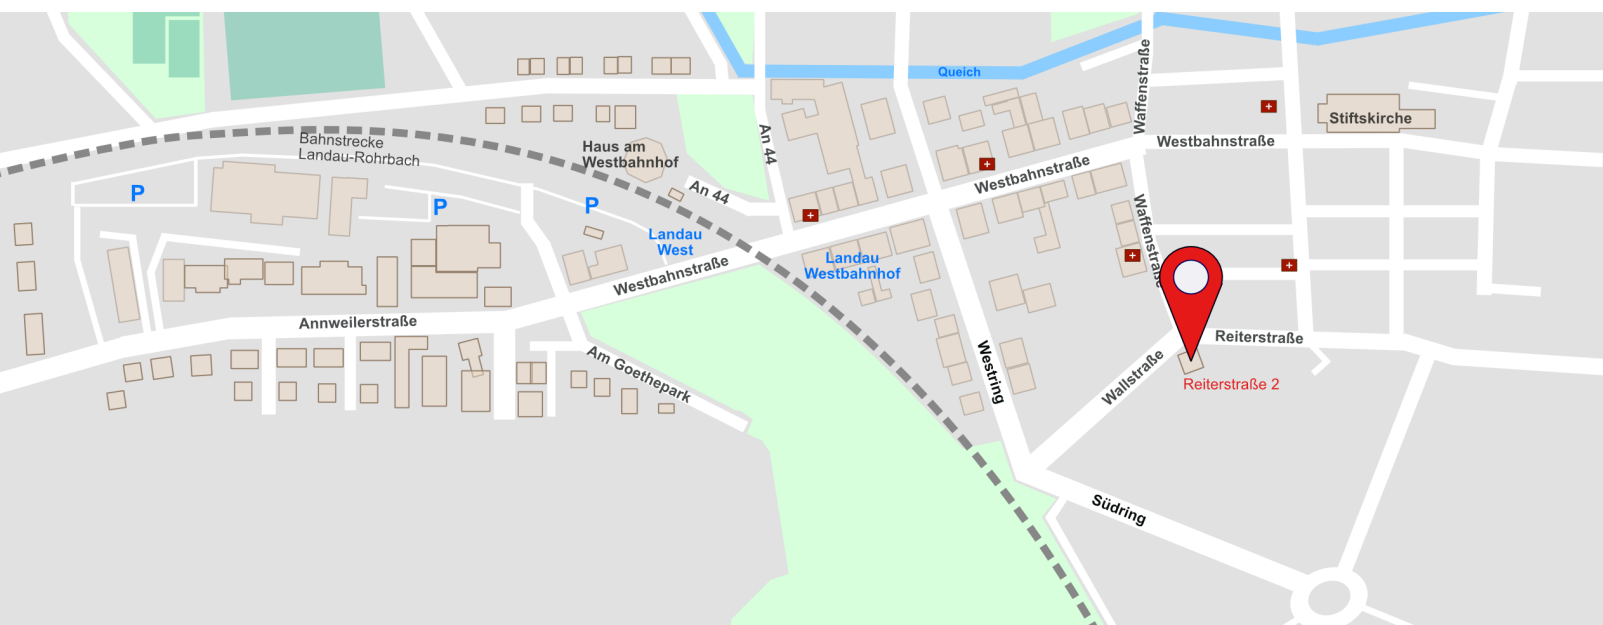 Queich
Waffenstraße
Stiftskirche
An 44
Westbahnstraße
Bahnstrecke
Landau-Rohrbach
Haus am
Westbahnhof
Westbahnstraße
P
An 44
P
P
Waffenstraße
Landau
West
Landau
Westbahnhof
Westbahnstraße
Annweilerstraße
Reiterstraße
Am Goethepark
Westring
Wallstraße
Reiterstraße 2
Südring